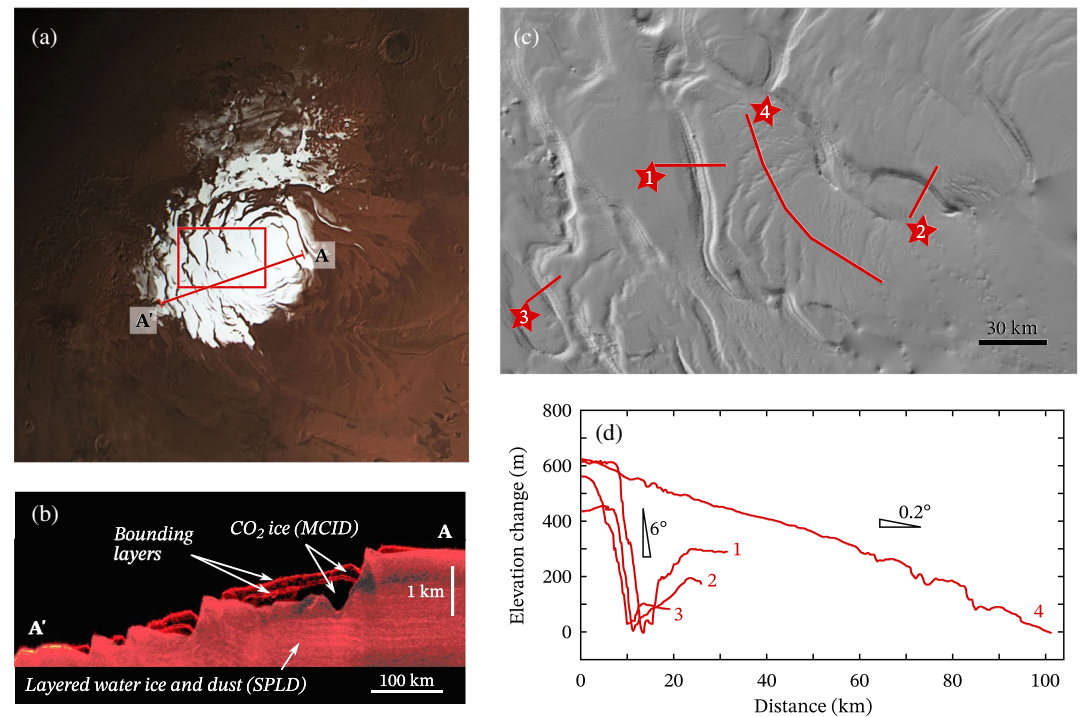 (a)
A
A′
(b)
Bounding
layers
CO₂ ice (MCID)
A
1 km
A′
Layered water ice and dust (SPLD)
100 km
(c)
4
1
2
3
30 km
(d)
Elevation change (m)
800
600
400
200
0
6°
0.2°
1
2
3
4
0
20
40
60
80
100
Distance (km)